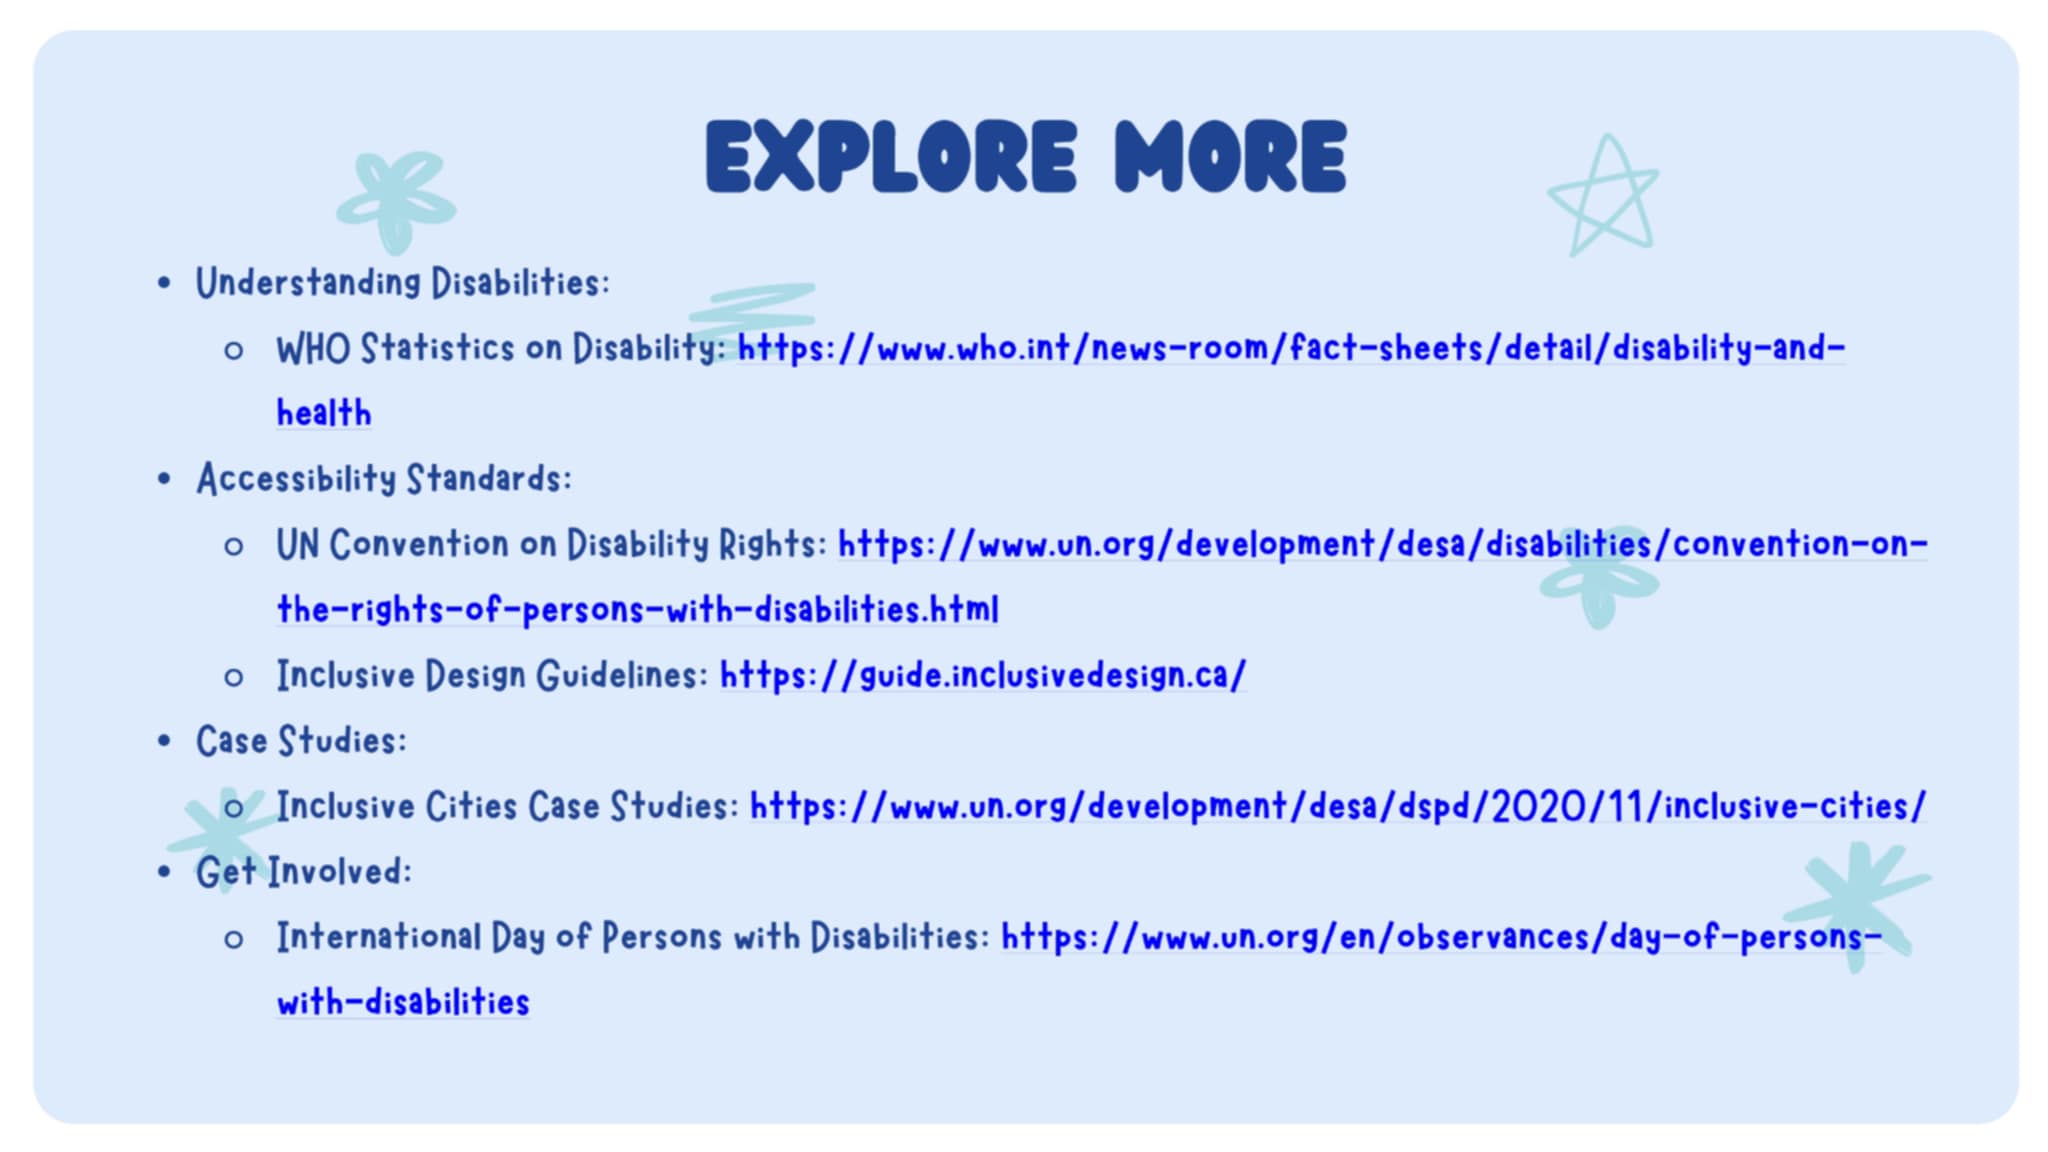 EXPLORE MORE
• Understanding Disabilities:
○ WHO Statistics on Disability: https://www.who.int/news-room/fact-sheets/detail/disability-and-
health
• Accessibility Standards:
○ UN Convention on Disability Rights: https://www.un.org/development/desa/disabilities/convention-on-
the-rights-of-persons-with-disabilities.html
○ Inclusive Design Guidelines: https://guide.inclusivedesign.ca/
• Case Studies:
○ Inclusive Cities Case Studies: https://www.un.org/development/desa/dspd/2020/11/inclusive-cities/
• Get Involved:
○ International Day of Persons with Disabilities: https://www.un.org/en/observances/day-of-persons-
with-disabilities